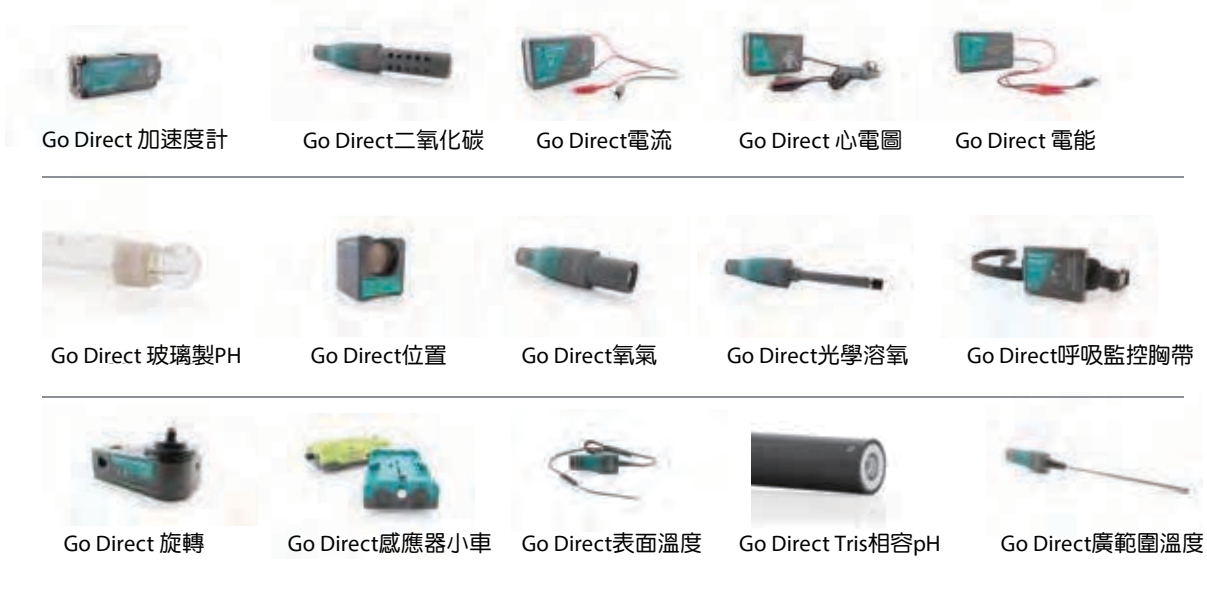 Go Direct 加速度計 Go Direct二氧化碳 Go Direct電流 Go Direct 心電圖 Go Direct 電能
Go Direct 玻璃製PH Go Direct位置 Go Direct氧氣 Go Direct光學溶氧 Go Direct呼吸監控胸帶
Go Direct 旋轉 Go Direct感應器小車 Go Direct表面溫度 Go Direct Tris相容pH Go Direct廣範圍溫度